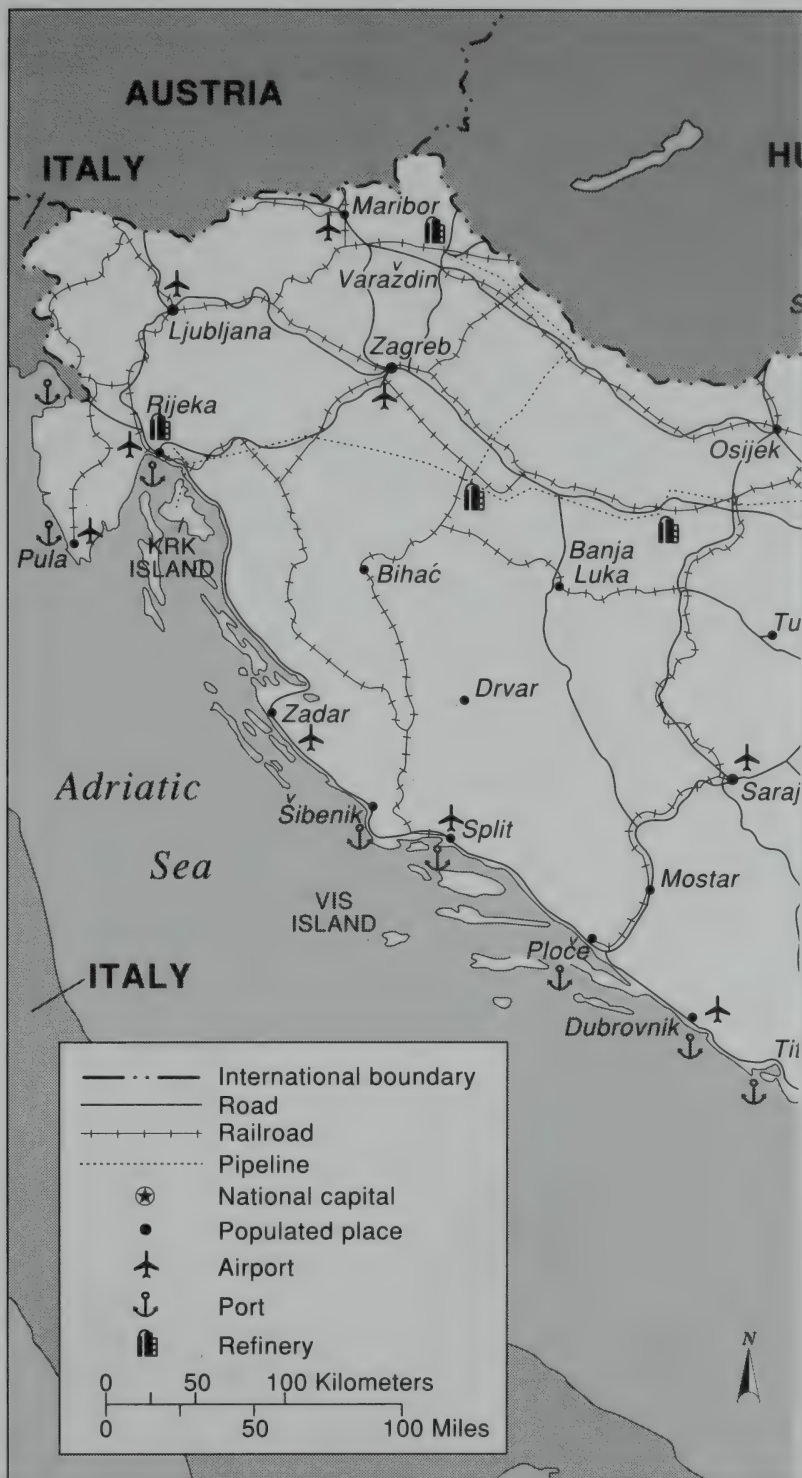 AUSTRIA
ITALY
HU
Maribor
Varaždin
S
Ljubljana
Zagreb
Rijeka
Osijek
KRK
ISLAND
Pula
Bihać
Banja
Luka
Tu
Drvar
Zadar
Adriatic
Sea
Saraj
Šibenik
Split
VIS
ISLAND
Mostar
ITALY
Ploče
Dubrovnik
Tit
International boundary
Road
Railroad
Pipeline
National capital
Populated place
Airport
Port
Refinery
N
0 50 100 Kilometers
0 50 100 Miles